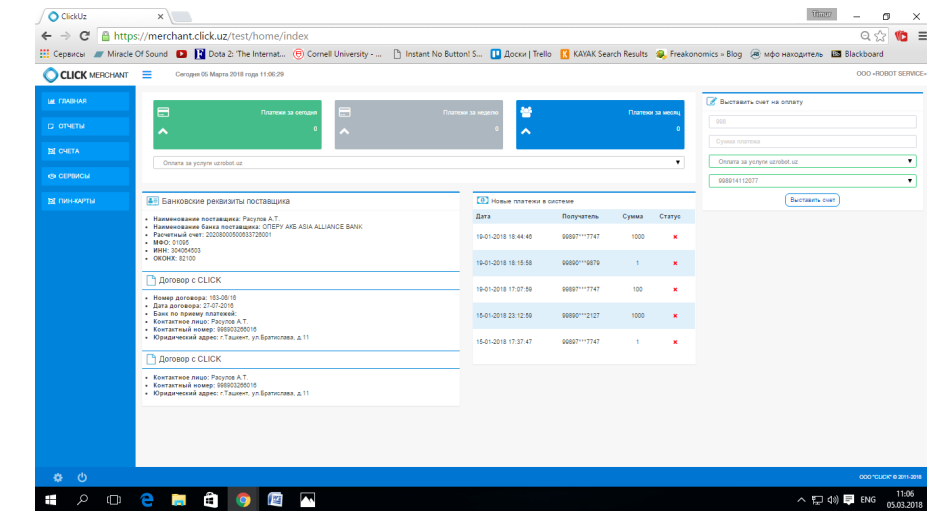 ClickUz
Timur
https://merchant.click.uz/test/home/index
Сервисы
Miracle Of Sound
Dota 2: 'The Internat...
Cornell University - ...
Instant No Button! S...
Доски | Trello
KAYAK Search Results
Freakonomics » Blog
мфо находитель
Blackboard
CLICK MERCHANT
Сегодня 05 Марта 2018 года 11:06:29
ООО «ROBOT SERVICE»
ГЛАВНАЯ
ОТЧЕТЫ
СЧЕТА
СЕРВИСЫ
ПИН-КАРТЫ
Платежи за сегодня
0
Платежи за неделю
0
Платежи за месяц
0
Оплата за услуги uzrobot.uz
Выставить счет на оплату
998
Сумма платежа
Оплата за услуги uzrobot.uz
998914112077
Выставить счет
Банковские реквизиты поставщика
Наименование поставщика: Расулов А.Т.
Наименование банка поставщика: ОПЕРУ АКБ ASIA ALLIANCE BANK
Расчетный счет: 20208000500633726001
МФО: 01095
ИНН: 304064603
ОКОНХ: 82100
Договор с CLICK
Номер договора: 163-06/16
Дата договора: 27-07-2016
Банк по приему платежей:
Контактное лицо: Расулов А.Т.
Контактный номер: 998903266016
Юридический адрес: г.Ташкент, ул.Братислава, д.11
Договор с CLICK
Контактное лицо: Расулов А.Т.
Контактный номер: 998903266016
Юридический адрес: г.Ташкент, ул.Братислава, д.11
Новые платежи в системе
Дата Получатель Сумма Статус
19-01-2018 18:44:46 99897***7747 1000
19-01-2018 18:15:58 99890***9879 1
19-01-2018 17:07:59 99897***7747 100
15-01-2018 23:12:59 99890***2127 1000
15-01-2018 17:37:47 99897***7747 1
ООО "CLICK" © 2011-2018
ENG
11:06
05.03.2018